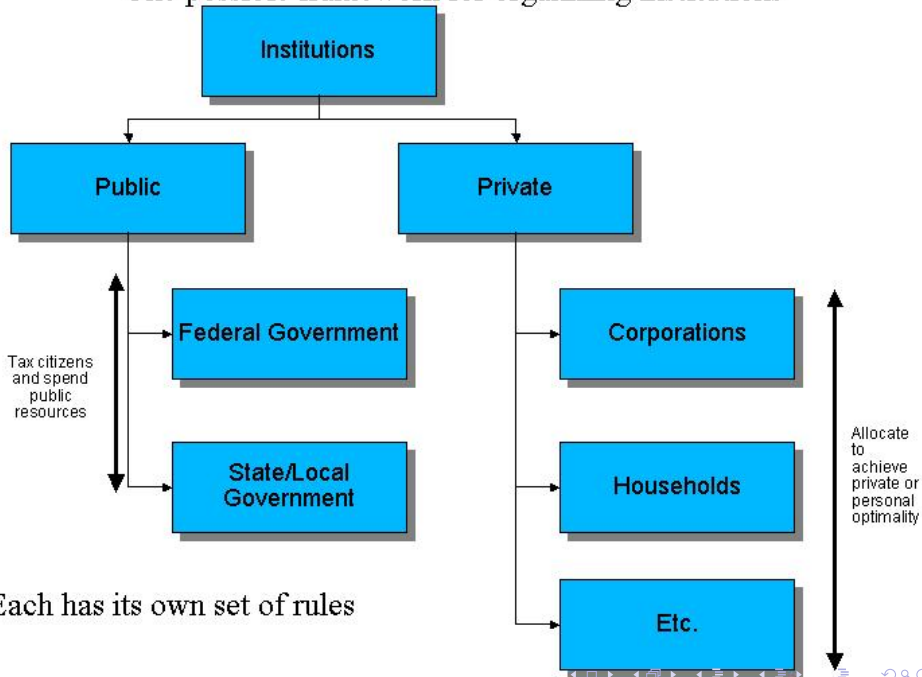 Institutions
Public
Private
Federal Government
Corporations
Tax citizens
and spend
public
resources
State/Local
Government
Households
Allocate
to
achieve
private or
personal
optimality
Each has its own set of rules
Etc.